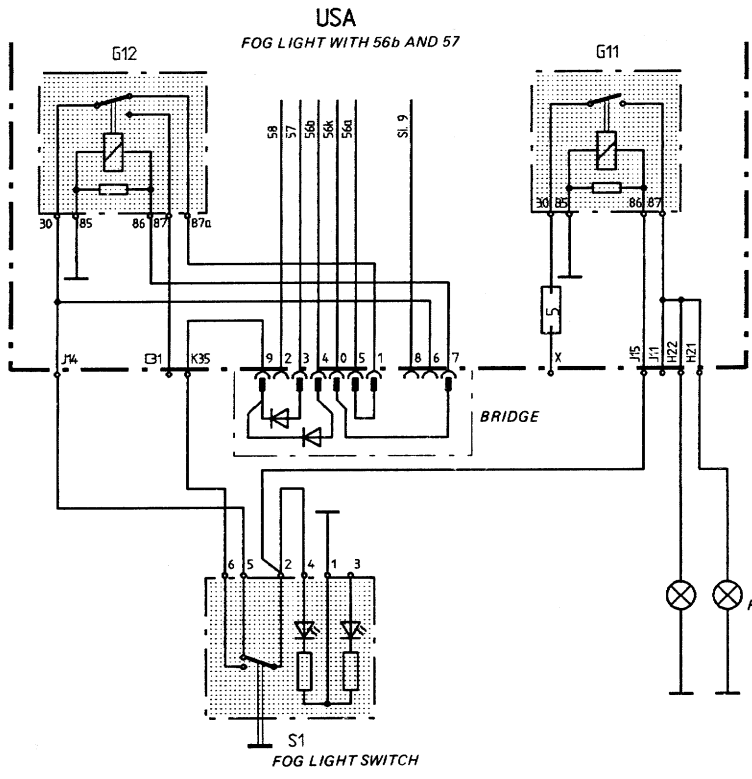 USA
FOG LIGHT WITH 56b AND 57
G12
G11
58
57
56b
56k
56a
Si. 9
30
85
86
87
87a
30
85
86
87
5
J14
E31
K35
9
2
3
4
0
5
1
8
6
7
X
J15
J11
H22
H21
BRIDGE
6
5
2
4
1
3
S1
FOG LIGHT SWITCH